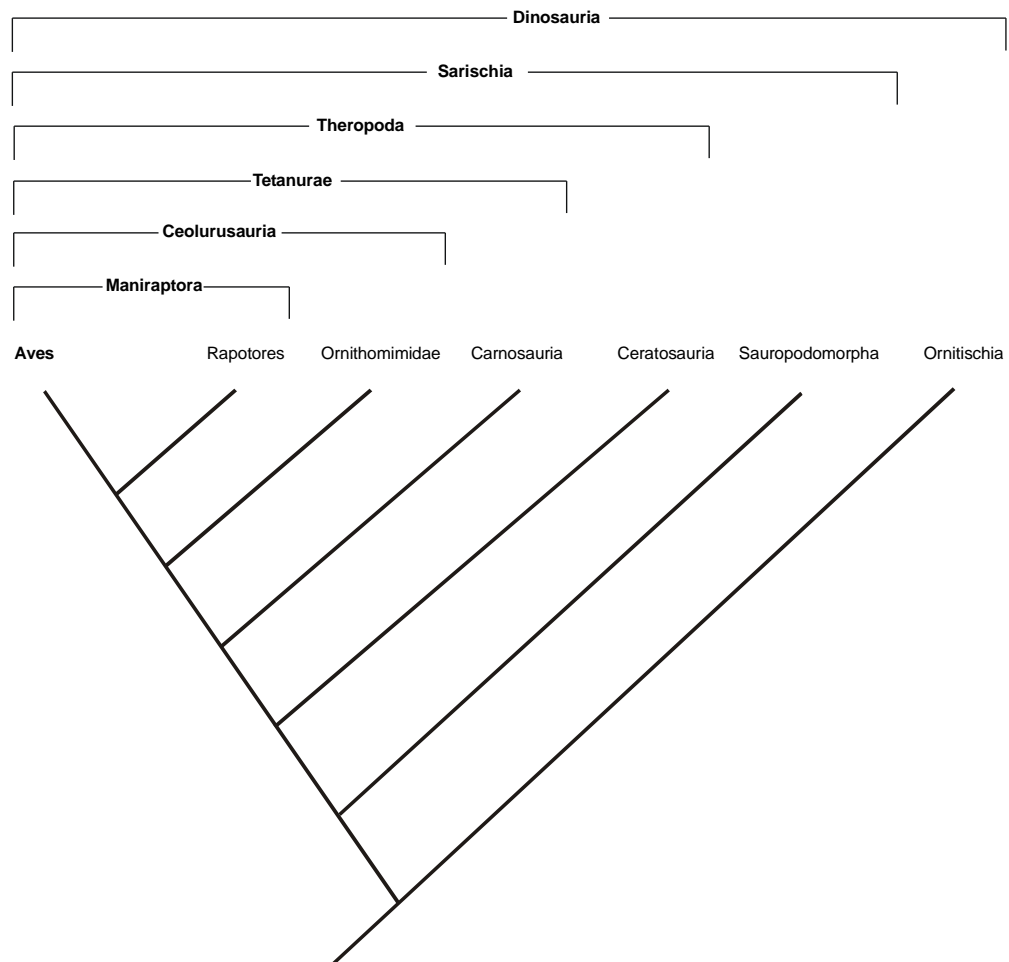 Dinosauria
Sarischia
Theropoda
Tetanurae
Ceolurusauria
Maniraptora
Aves Rapotores Ornithomimidae Carnosauria Ceratosauria Sauropodomorpha Ornitischia